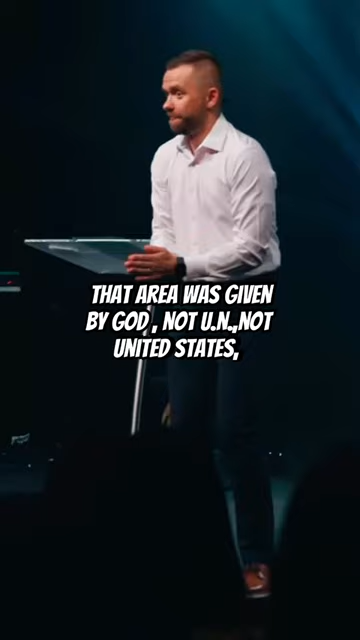 THAT AREA WAS GIVEN
BY GOD , NOT U.N.,NOT
UNITED STATES,